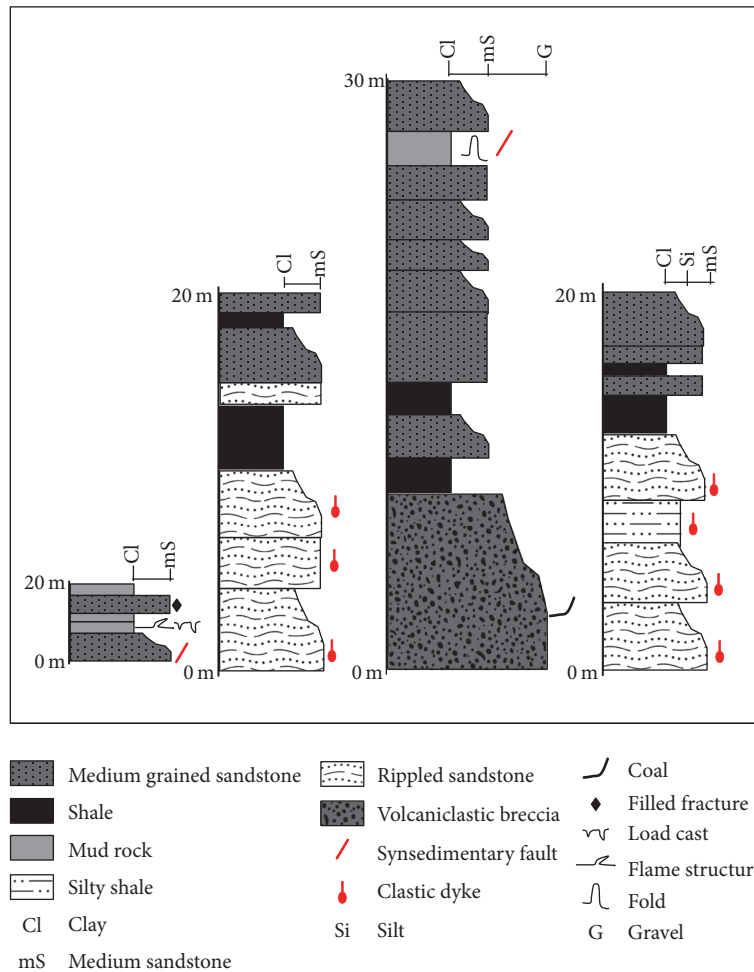 Cl
mS
G
30 m
Cl
mS
20 m
Cl
Si
mS
20 m
Cl
mS
20 m
0 m
0 m
0 m
0 m
Medium grained sandstone
Shale
Mud rock
Silty shale
Cl Clay
mS Medium sandstone
Rippled sandstone
Volcaniclastic breccia
Synsedimentary fault
Clastic dyke
Si Silt
Coal
Filled fracture
Load cast
Flame structur
Fold
G Gravel